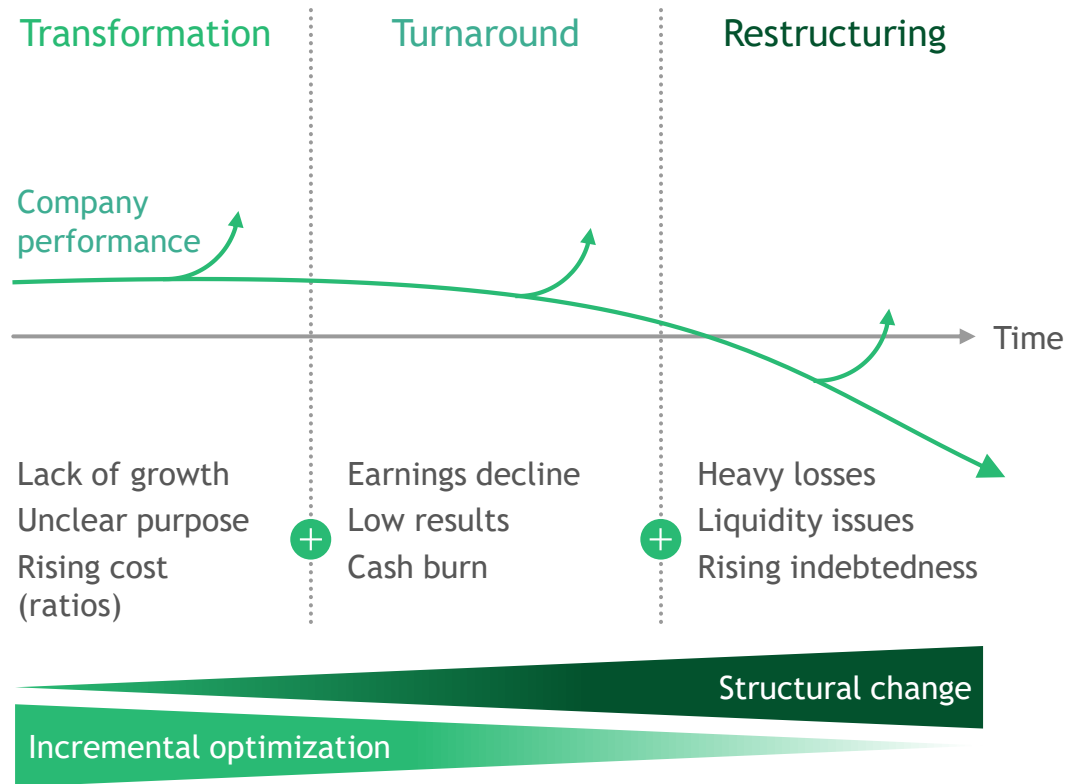 Transformation
Turnaround
Restructuring
Company
performance
Time
Lack of growth
Unclear purpose
Rising cost
(ratios)
+
Earnings decline
Low results
Cash burn
+
Heavy losses
Liquidity issues
Rising indebtedness
Structural change
Incremental optimization